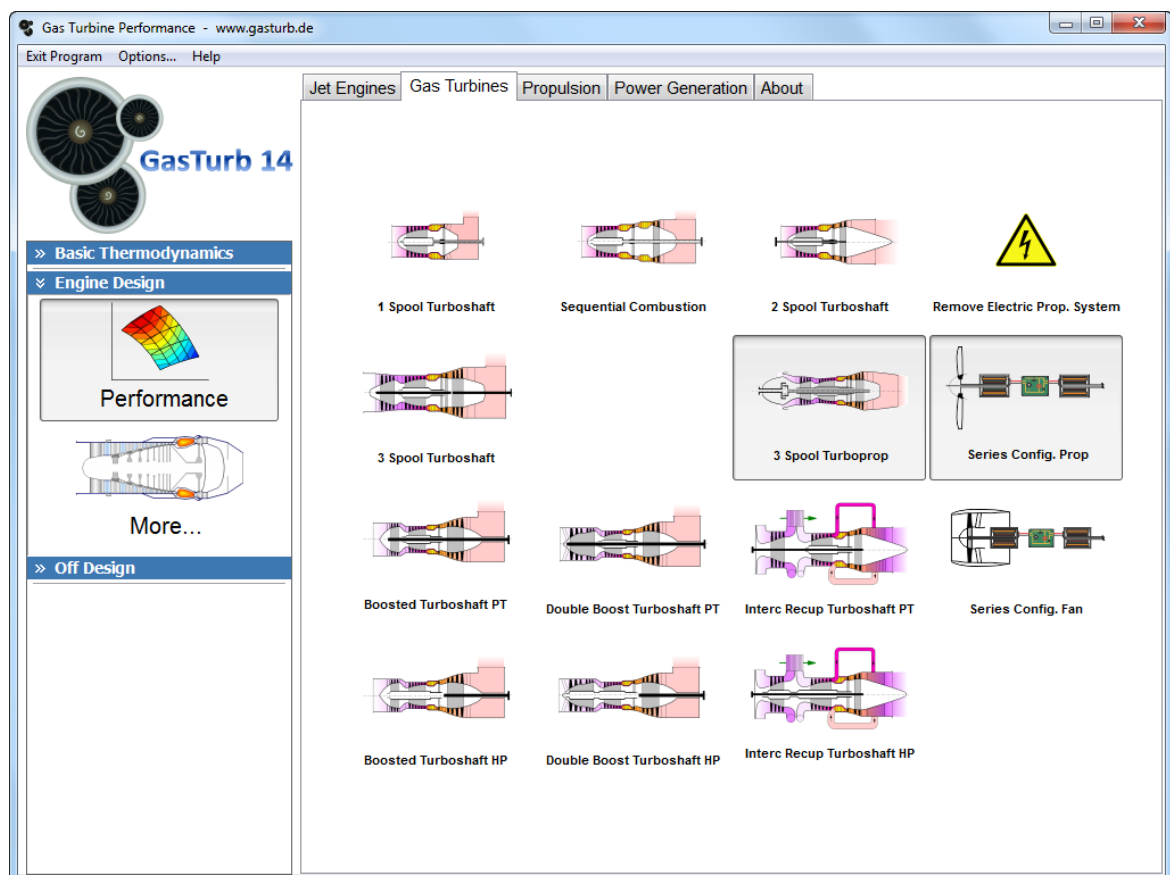 Gas Turbine Performance - www.gasturb.de
Exit Program Options... Help
GasTurb 14
» Basic Thermodynamics
Engine Design
Performance
More...
» Off Design
Jet Engines Gas Turbines Propulsion Power Generation About
1 Spool Turboshaft Sequential Combustion 2 Spool Turboshaft Remove Electric Prop. System
3 Spool Turboshaft 3 Spool Turboprop Series Config. Prop
Boosted Turboshaft PT Double Boost Turboshaft PT Interc Recup Turboshaft PT Series Config. Fan
Boosted Turboshaft HP Double Boost Turboshaft HP Interc Recup Turboshaft HP